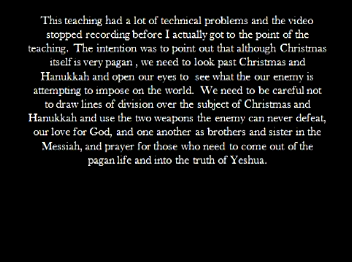 This teaching had a lot of technical problems and the video
stopped recording before I actually got to the point of the
teaching. The intention was to point out that although Christmas
itself is very pagan , we need to look past Christmas and
Hanukkah and open our eyes to see what the our enemy is
attempting to impose on the world. We need to be careful not
to draw lines of division over the subject of Christmas and
Hanukkah and use the two weapons the enemy can never defeat,
our love for God, and one another as brothers and sister in the
Messiah, and prayer for those who need to come out of the
pagan life and into the truth of Yeshua.